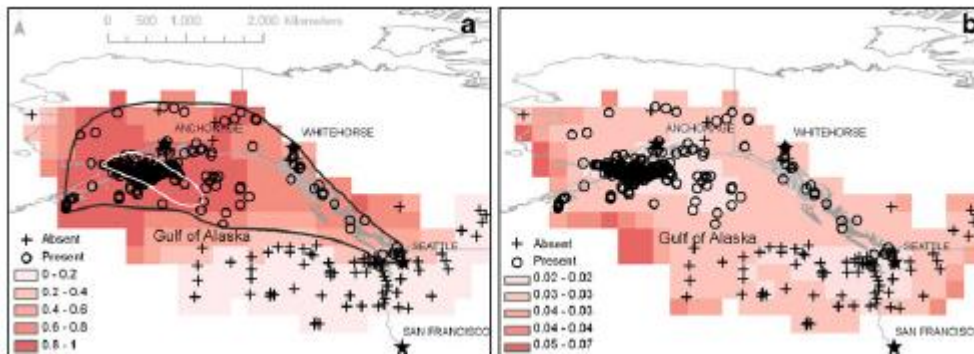 0 500 1,000 2,000 Kilometers
a
ANCHORAGE
WHITEHORSE
Gulf of Alaska
SEATTLE
SAN FRANCISCO
Absent
Present
0 - 0.2
0.2 - 0.4
0.4 - 0.6
0.6 - 0.8
0.8 - 1
b
ANCHORAGE
WHITEHORSE
Gulf of Alaska
SEATTLE
SAN FRANCISCO
Absent
Present
0.02 - 0.02
0.03 - 0.03
0.04 - 0.03
0.04 - 0.04
0.05 - 0.07